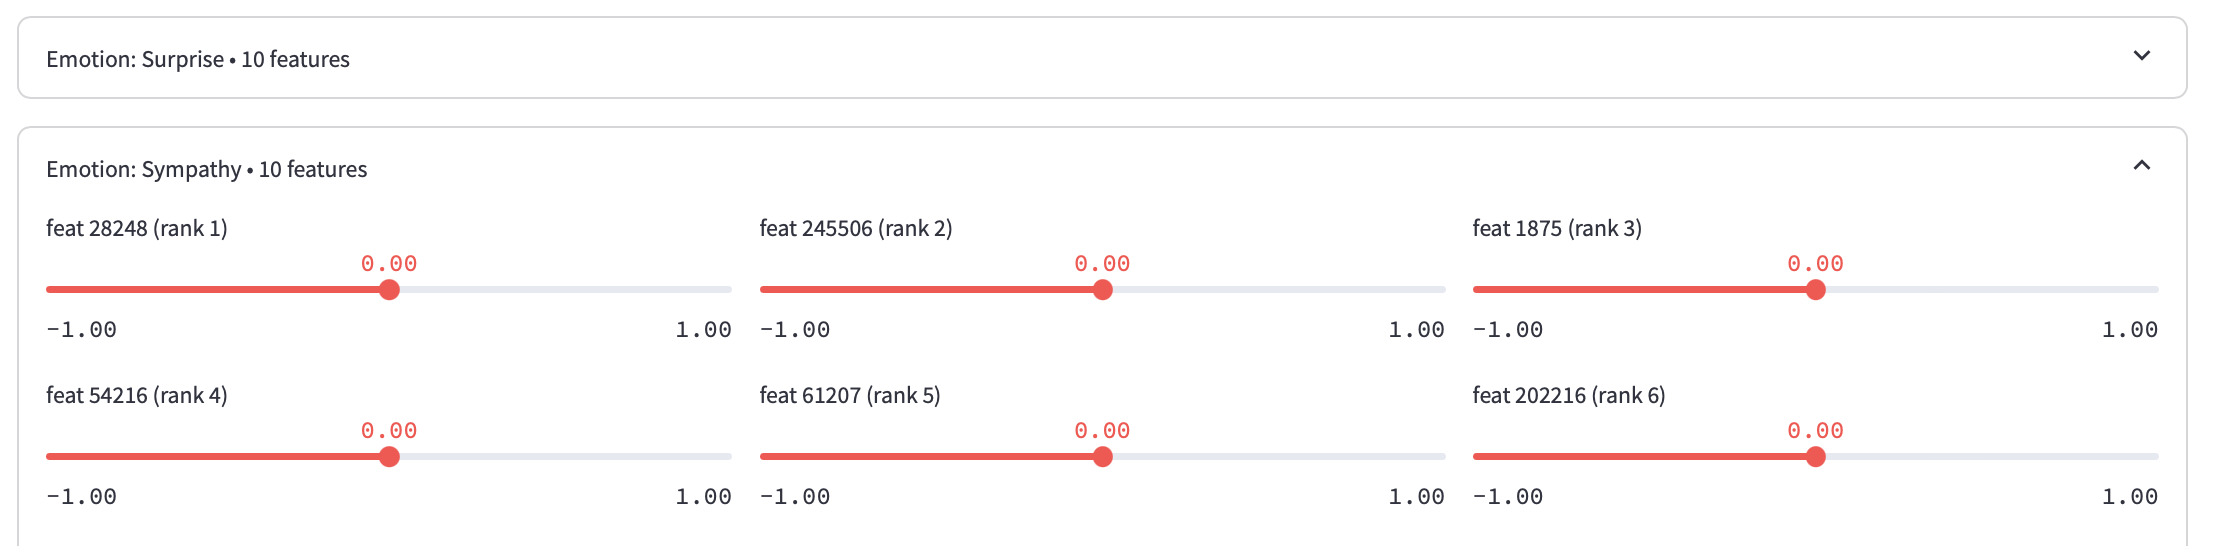 Emotion: Surprise • 10 features
Emotion: Sympathy • 10 features
feat 28248 (rank 1) feat 245506 (rank 2) feat 1875 (rank 3)
0.00 0.00 0.00
-1.00 1.00 -1.00 1.00 -1.00 1.00
feat 54216 (rank 4) feat 61207 (rank 5) feat 202216 (rank 6)
0.00 0.00 0.00
-1.00 1.00 -1.00 1.00 -1.00 1.00